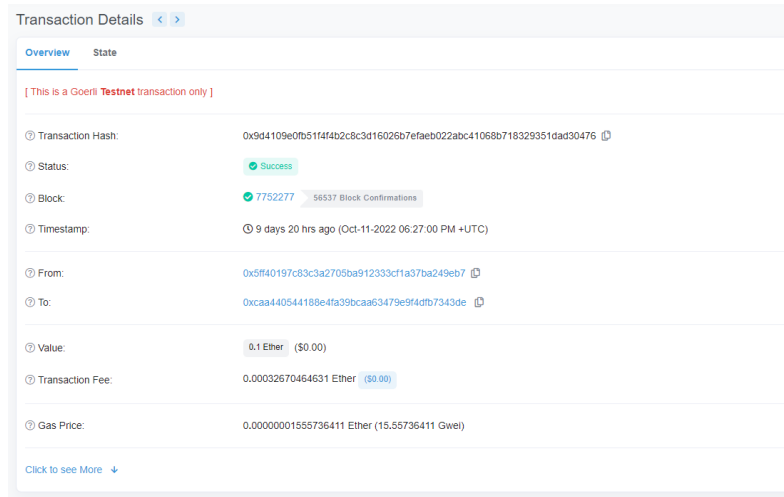 Transaction Details < >
Overview State
[ This is a Goerli Testnet transaction only ]
Transaction Hash: 0x9d4109e0fb51f4f4b2c8c3d16026b7efaeb022abc41068b718329351dad30476
Status: Success
Block: 7752277 56537 Block Confirmations
Timestamp: 9 days 20 hrs ago (Oct-11-2022 06:27:00 PM +UTC)
From: 0x5ff40197c83c3a2705ba912333cf1a37ba249eb7
To: 0xcaa440544188e4fa39bcaa63479e9f4dfb7343de
Value: 0.1 Ether ($0.00)
Transaction Fee: 0.00032670464631 Ether ($0.00)
Gas Price: 0.00000001555736411 Ether (15.55736411 Gwei)
Click to see More